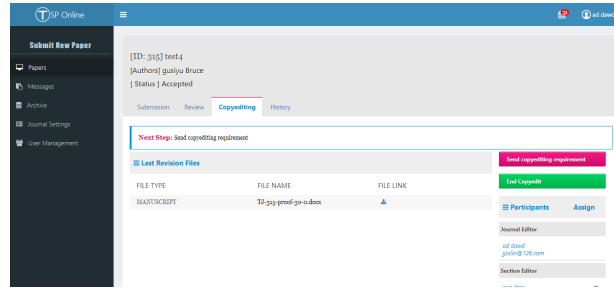 TSP Online
ad dawd
Submit New Paper
Papers
Messages
Archive
Journal Settings
User Management
[ID: 315] test4
[Authors] gusiyu Bruce
[ Status ] Accepted
Submission Review Copyediting History
Next Step: Send copyediting requirement
Last Revision Files
FILE TYPE FILE NAME FILE LINK
MANUSCRIPT TJ-315-proof-30-0.docx
Send copyediting requirement
End Copyedit
Participants Assign
Journal Editor
ad dawd
Section Editor